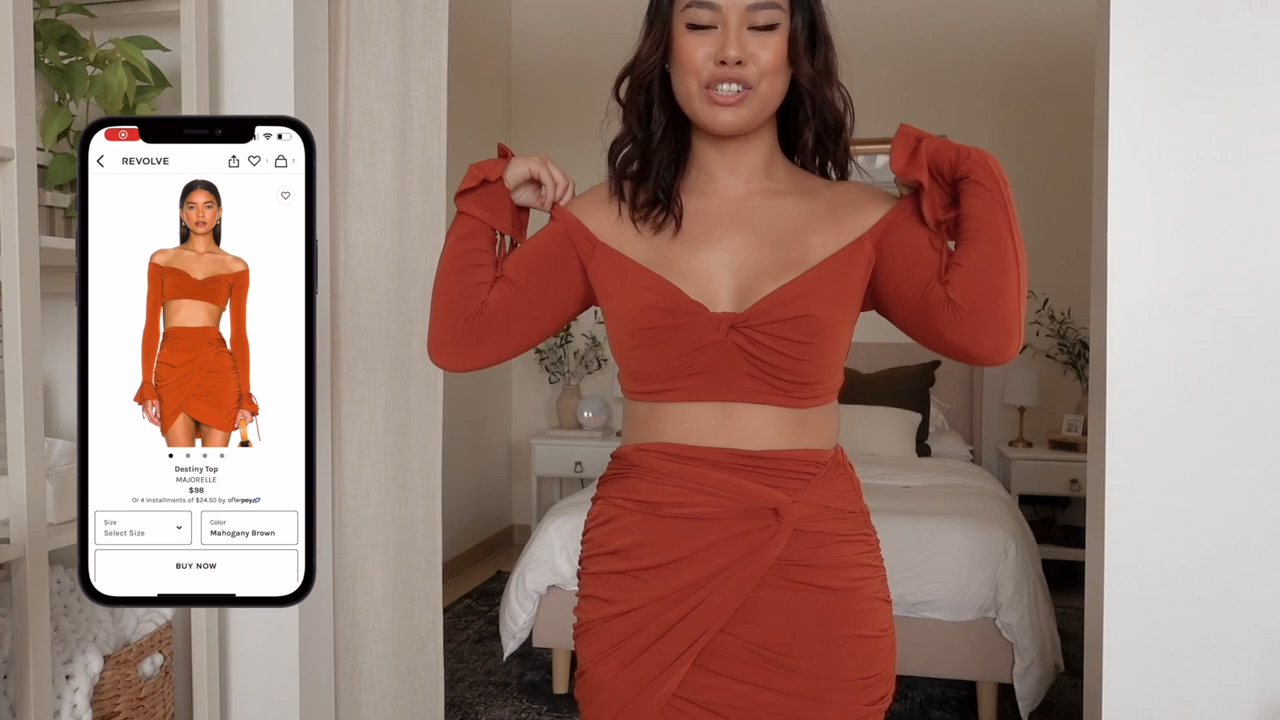 REVOLVE
Destiny Top
MAJORELLE
$98
Or 4 installments of $24.50 by afterpay
Size
Select Size
Color
Mahogany Brown
BUY NOW